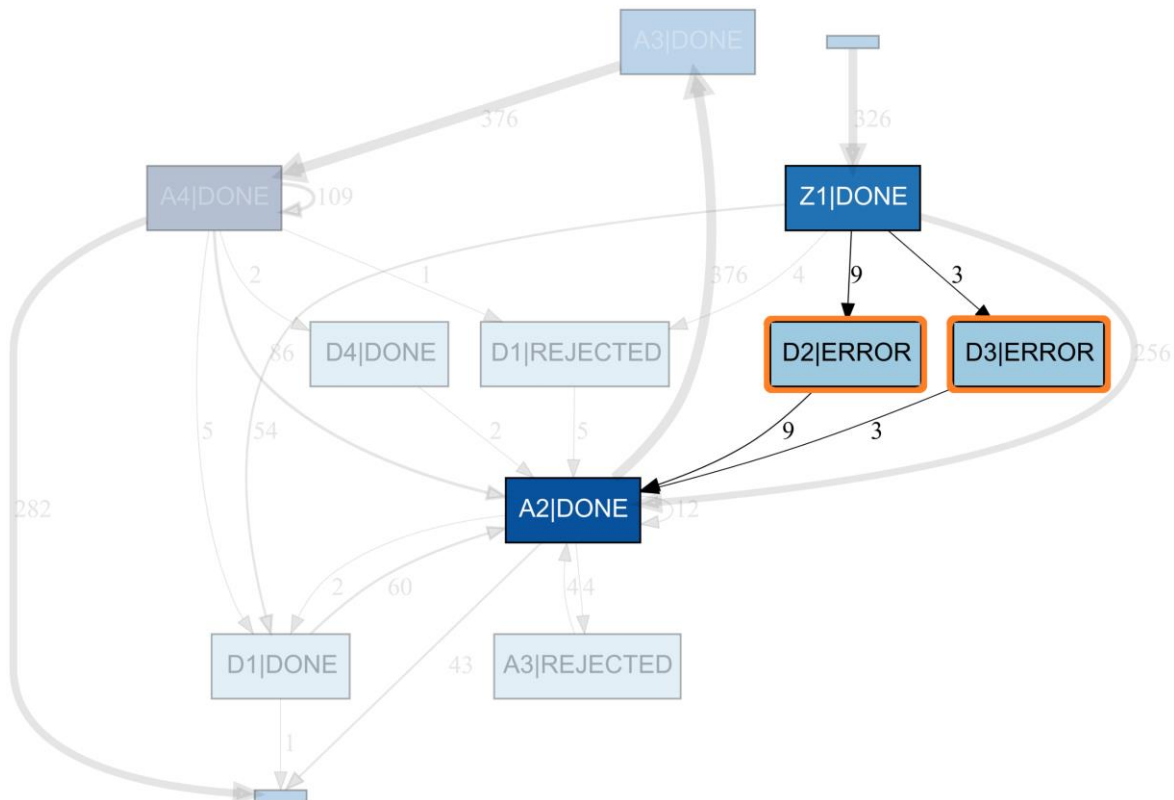 A3|DONE
376
326
A4|DONE
109
Z1|DONE
2
1
376
4
9
3
D4|DONE
D1|REJECTED
D2|ERROR
D3|ERROR
86
256
5
54
2
5
9
3
282
A2|DONE
12
2
60
4
4
D1|DONE
43
A3|REJECTED
1